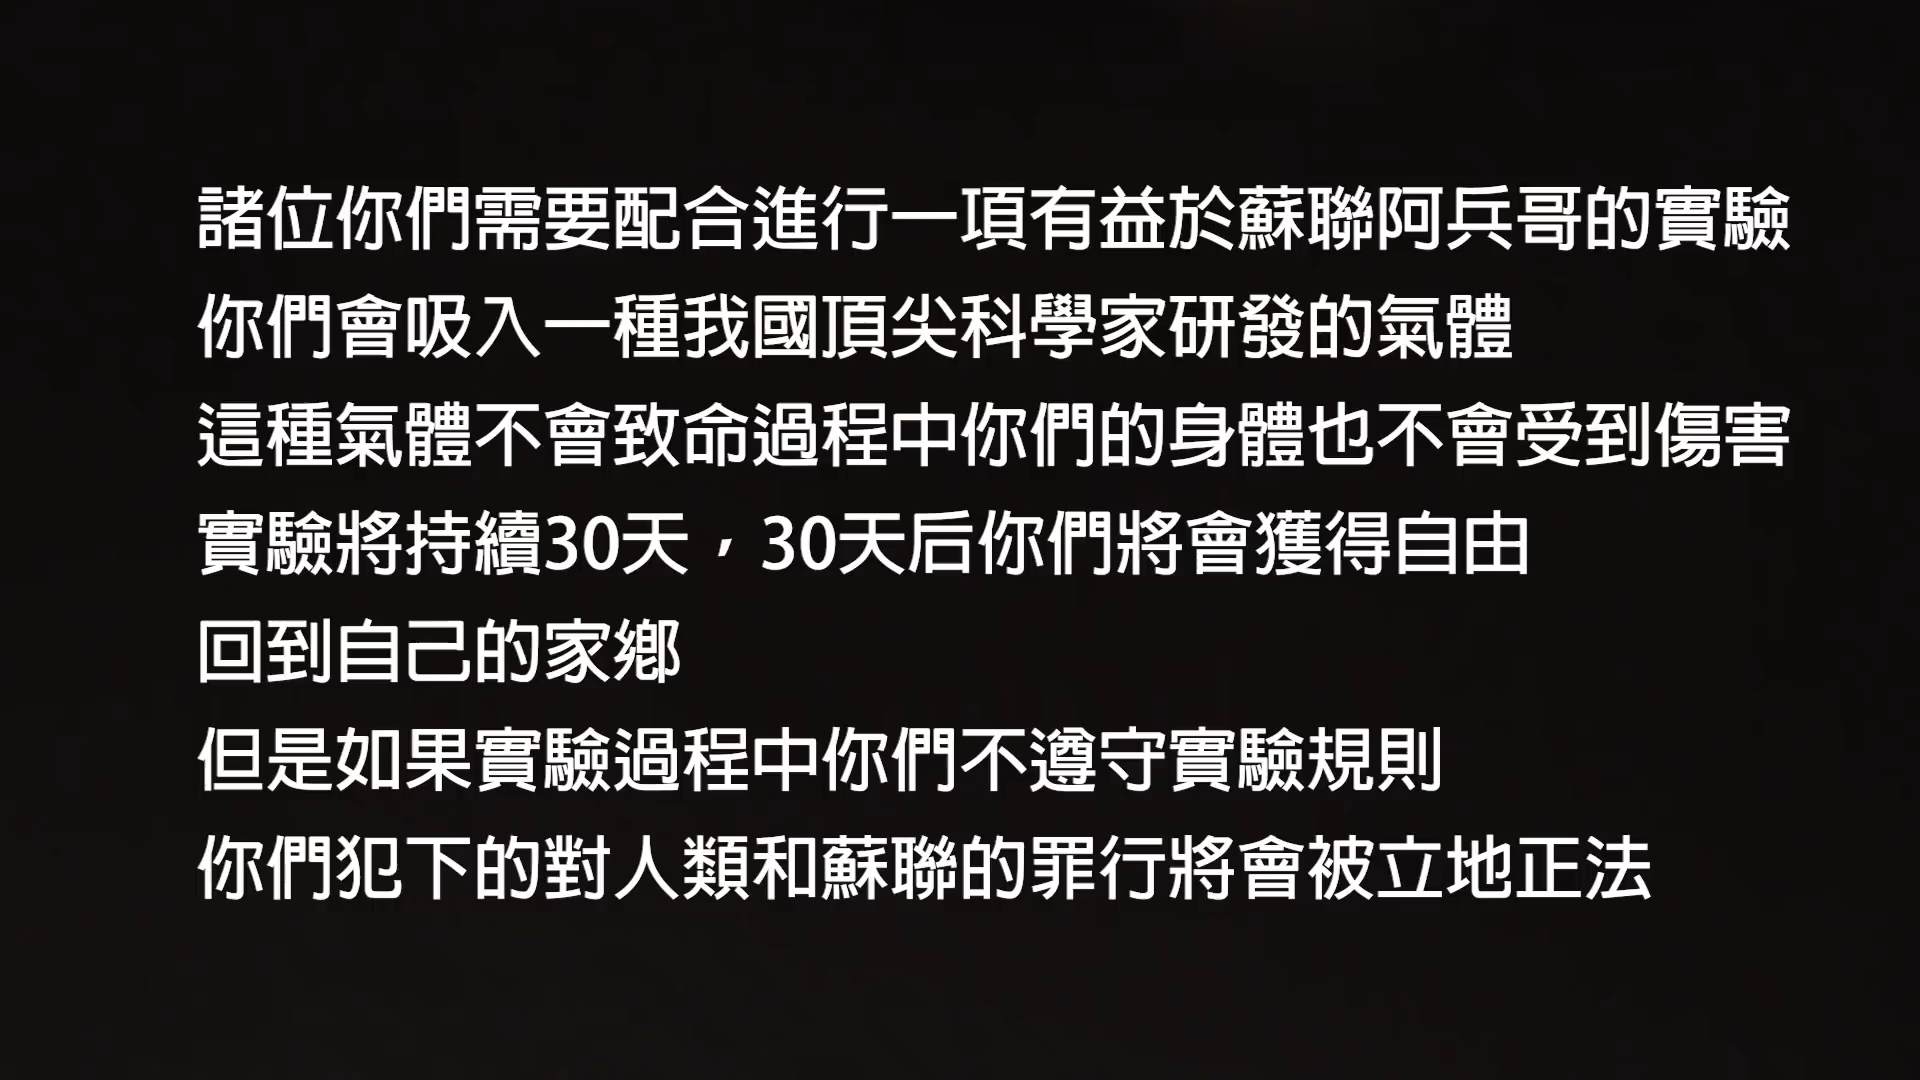 諸位你們需要配合進行一項有益於蘇聯阿兵哥的實驗
你們會吸入一種我國頂尖科學家研發的氣體
這種氣體不會致命過程中你們的身體也不會受到傷害
實驗將持續30天，30天后你們將會獲得自由
回到自己的家鄉
但是如果實驗過程中你們不遵守實驗規則
你們犯下的對人類和蘇聯的罪行將會被立地正法